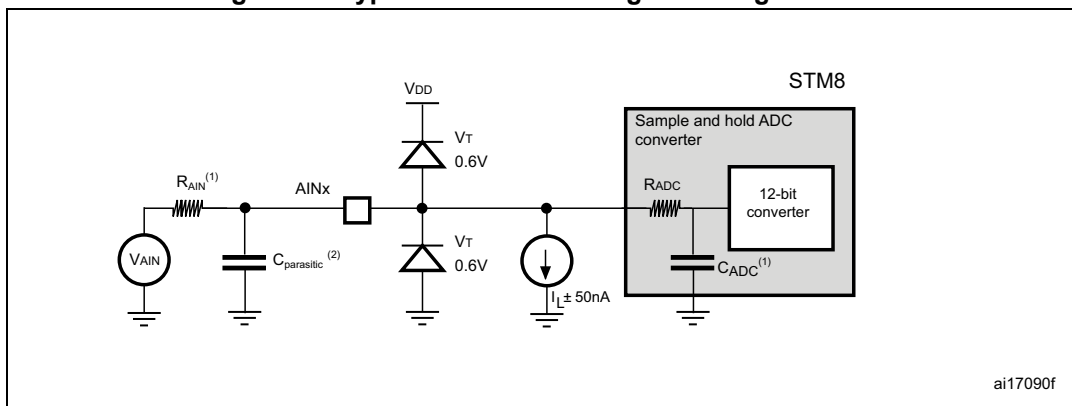 STM8
VDD
Sample and hold ADC
converter
VT
0.6V
RAIN(1)
AINx
RADC
12-bit
converter
VAIN
Cparasitic (2)
VT
0.6V
IL± 50nA
CADC(1)
ai17090f